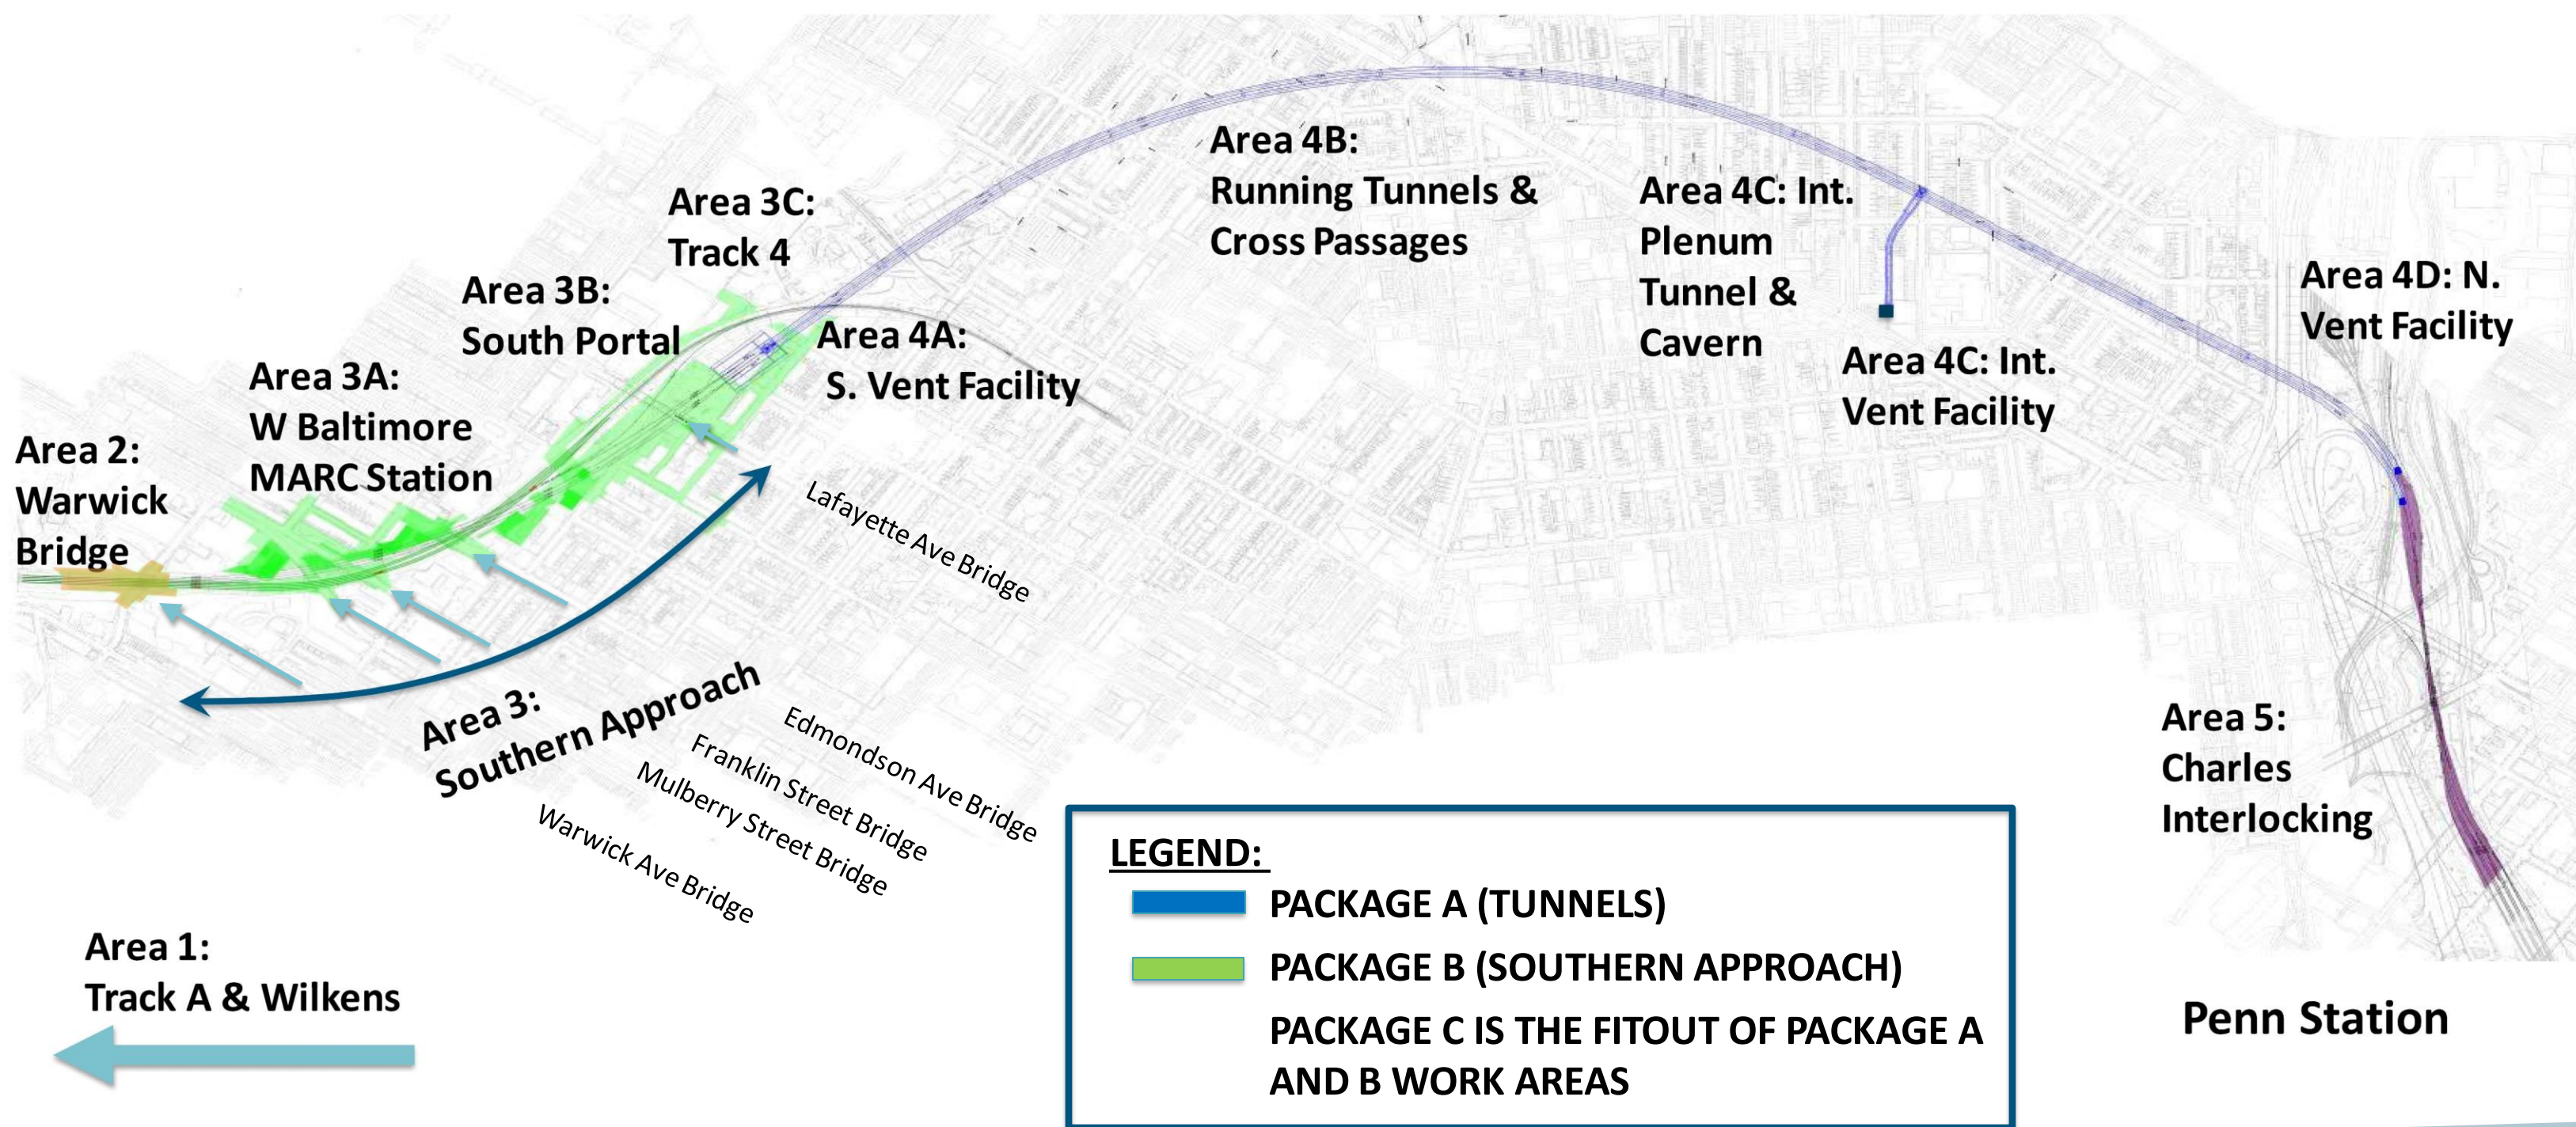 Area 4B:
Running Tunnels &
Cross Passages
Area 4C: Int.
Plenum
Tunnel &
Cavern
Area 3C:
Track 4
Area 4D: N.
Vent Facility
Area 3B:
South Portal
Area 4A:
S. Vent Facility
Area 4C: Int.
Vent Facility
Area 3A:
W Baltimore
MARC Station
Area 2:
Warwick
Bridge
Lafayette Ave Bridge
Area 3:
Southern Approach
Edmondson Ave Bridge
Franklin Street Bridge
Mulberry Street Bridge
Warwick Ave Bridge
Area 5:
Charles
Interlocking
LEGEND:
PACKAGE A (TUNNELS)
PACKAGE B (SOUTHERN APPROACH)
PACKAGE C IS THE FITOUT OF PACKAGE A
AND B WORK AREAS
Area 1:
Track A & Wilkens
Penn Station